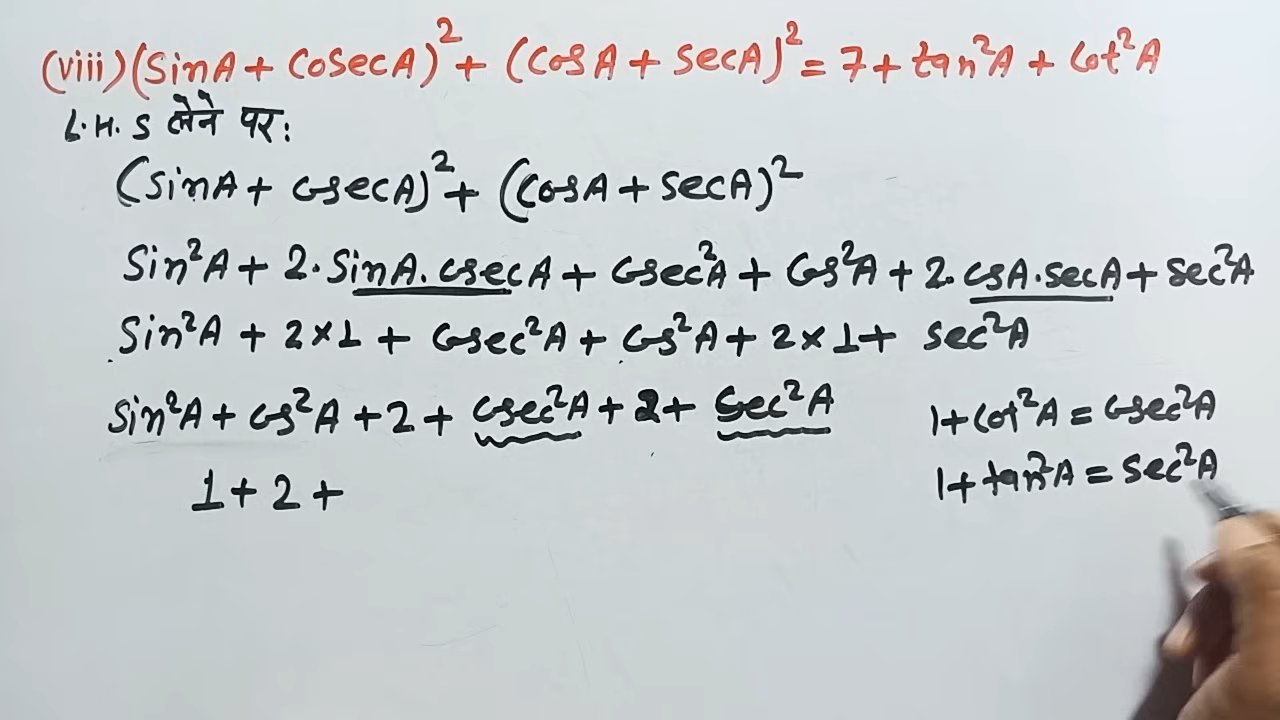 (viii) (SinA + CosecA)² + (CosA + SecA)² = 7 + tan²A + Cot²A
L.H.S लेने पर:
(SinA + CosecA)² + (CosA + SecA)²
Sin²A + 2·SinA.cosecA + Cosec²A + Cos²A + 2·cosA·secA + Sec²A
Sin²A + 2×1 + Cosec²A + Cos²A + 2×1 + Sec²A
Sin²A + Cos²A + 2 + Cosec²A + 2 + Sec²A
1 + Cot²A = Cosec²A
1 + tan²A = Sec²A
1 + 2 +